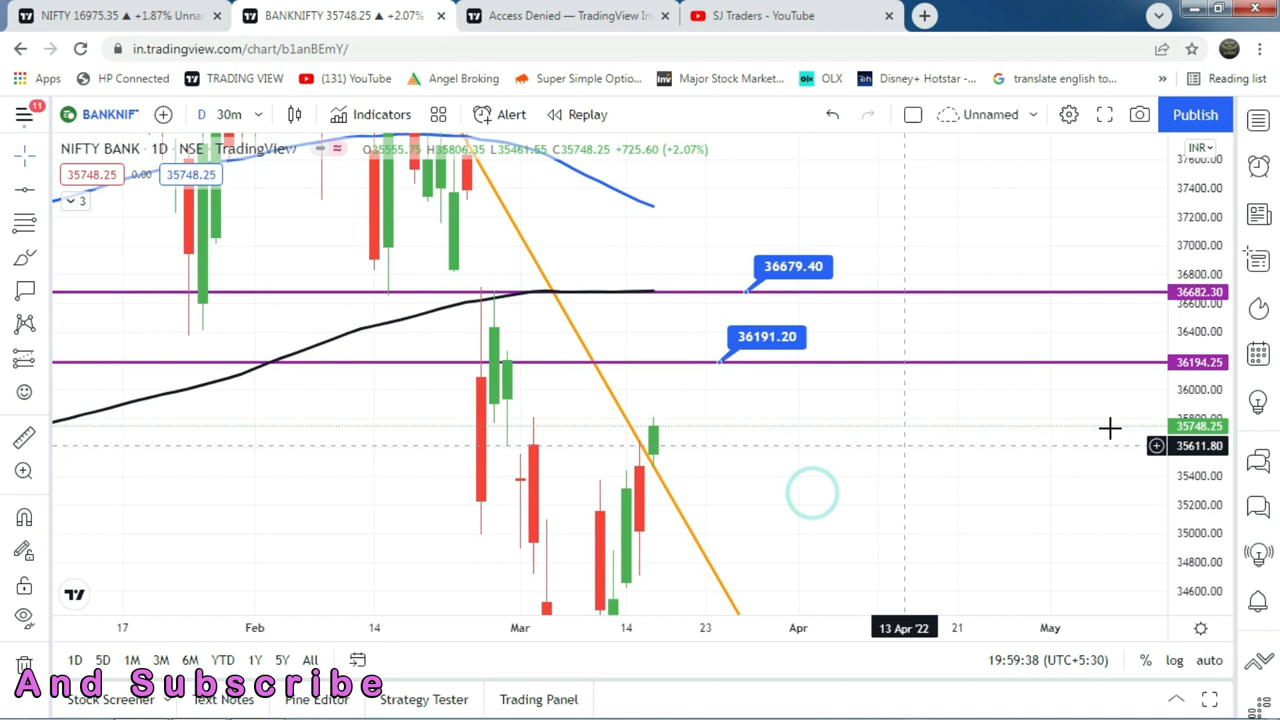 NIFTY 16975.35 ▲ +1.87% Unna
BANKNIFTY 35748.25 ▲ +2.07%
Access Denied — TradingView In
SJ Traders - YouTube
in.tradingview.com/chart/b1anBEmY/
Apps
HP Connected
TRADING VIEW
(131) YouTube
Angel Broking
Super Simple Optio...
Major Stock Market...
OLX
Disney+ Hotstar -...
translate english to...
»
Reading list
11
BANKNIF
D
30m
Indicators
Alert
Replay
Unnamed
Publish
NIFTY BANK · 1D · NSE · TradingView
O35555.75 H35806.35 L35461.55 C35748.25 +725.60 (+2.07%)
INR
35748.25
0.00
35748.25
3
37600.00
37400.00
37200.00
37000.00
36800.00
36679.40
36682.30
36600.00
36400.00
36191.20
36194.25
36000.00
35800.00
35748.25
35611.80
35400.00
35200.00
35000.00
34800.00
34600.00
17
Feb
14
Mar
14
23
Apr
13 Apr '22
21
May
1D
5D
1M
3M
6M
YTD
1Y
5Y
All
19:59:38 (UTC+5:30)
%
log
auto
And Subscribe
Stock Screener
Text Notes
Pine Editor
Strategy Tester
Trading Panel